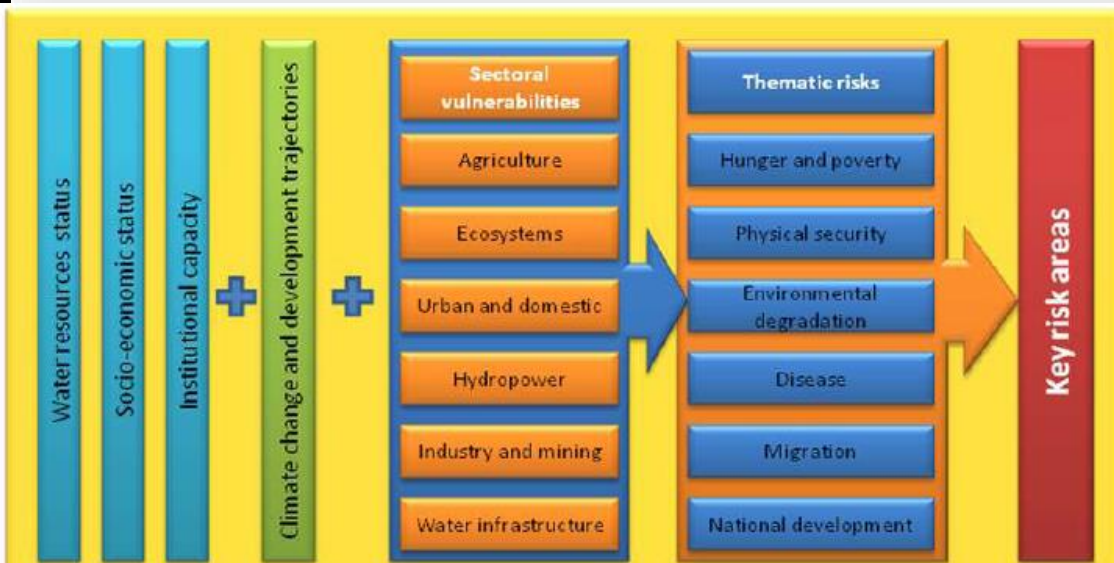 Water resources status
Socio-economic status
Institutional capacity
Climate change and development trajectories
Sectoral
vulnerabilities
Agriculture
Ecosystems
Urban and domestic
Hydropower
Industry and mining
Water infrastructure
Thematic risks
Hunger and poverty
Physical security
Environmental
degradation
Disease
Migration
National development
Key risk areas